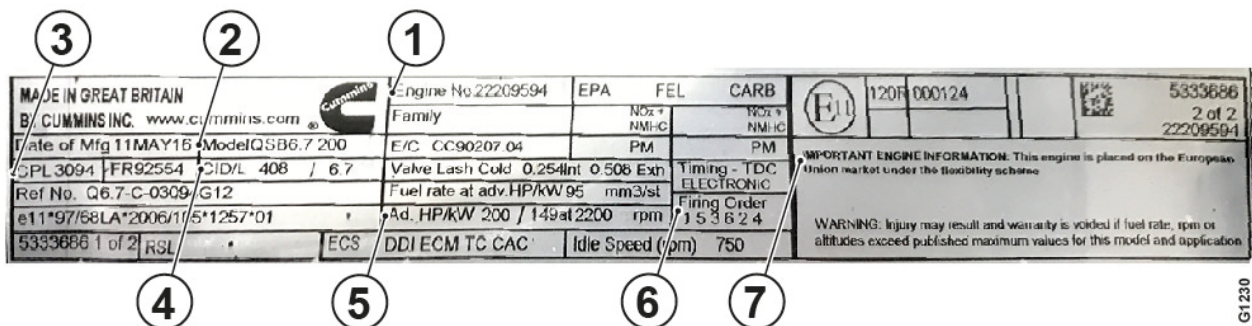 3
2
1
MADE IN GREAT BRITAIN
BY CUMMINS INC. www.cummins.com ®
Cummins
Date of Mfg 11MAY16 Model QSB6.7 200
CPL 3094 FR92554 CID/L 408 / 6.7
Ref No. Q6.7-C-0309 G12
e11*97/68LA*2006/105*1257*01
5333686 1 of 2 RSL
Engine No.22209594
EPA FEL CARB
Family
NOx + NMHC
NOx + NMHC
E/C CC90207.04
PM
PM
Valve Lash Cold 0.254Int 0.508 Exh
Timing - TDC
ELECTRONIC
Fuel rate at adv.HP/kW 95 mm3/st
Firing Order
1 5 3 6 2 4
Ad. HP/kW 200 / 149 at 2200 rpm
ECS DDI ECM TC CAC
Idle Speed (rpm) 750
120R 000124
5333686
2 of 2
22209594
IMPORTANT ENGINE INFORMATION: This engine is placed on the European
Union market under the flexibility scheme
WARNING: Injury may result and warranty is voided if fuel rate, rpm or
altitudes exceed published maximum values for this model and application
4
5
6
7
G1230